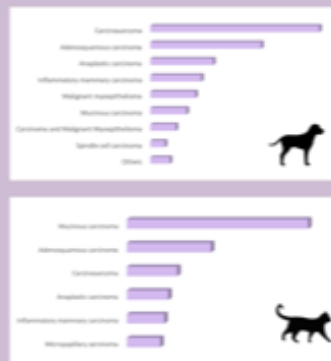 Carcinosarcoma
Adenosquamous carcinoma
Anaplastic carcinoma
Inflammatory mammary carcinoma
Malignant myoepithelioma
Mucinous carcinoma
Carcinoma and Malignant Myoepithelioma
Spindle cell carcinoma
Others
Mucinous carcinoma
Adenosquamous carcinoma
Carcinosarcoma
Anaplastic carcinoma
Inflammatory mammary carcinoma
Micropapillary carcinoma